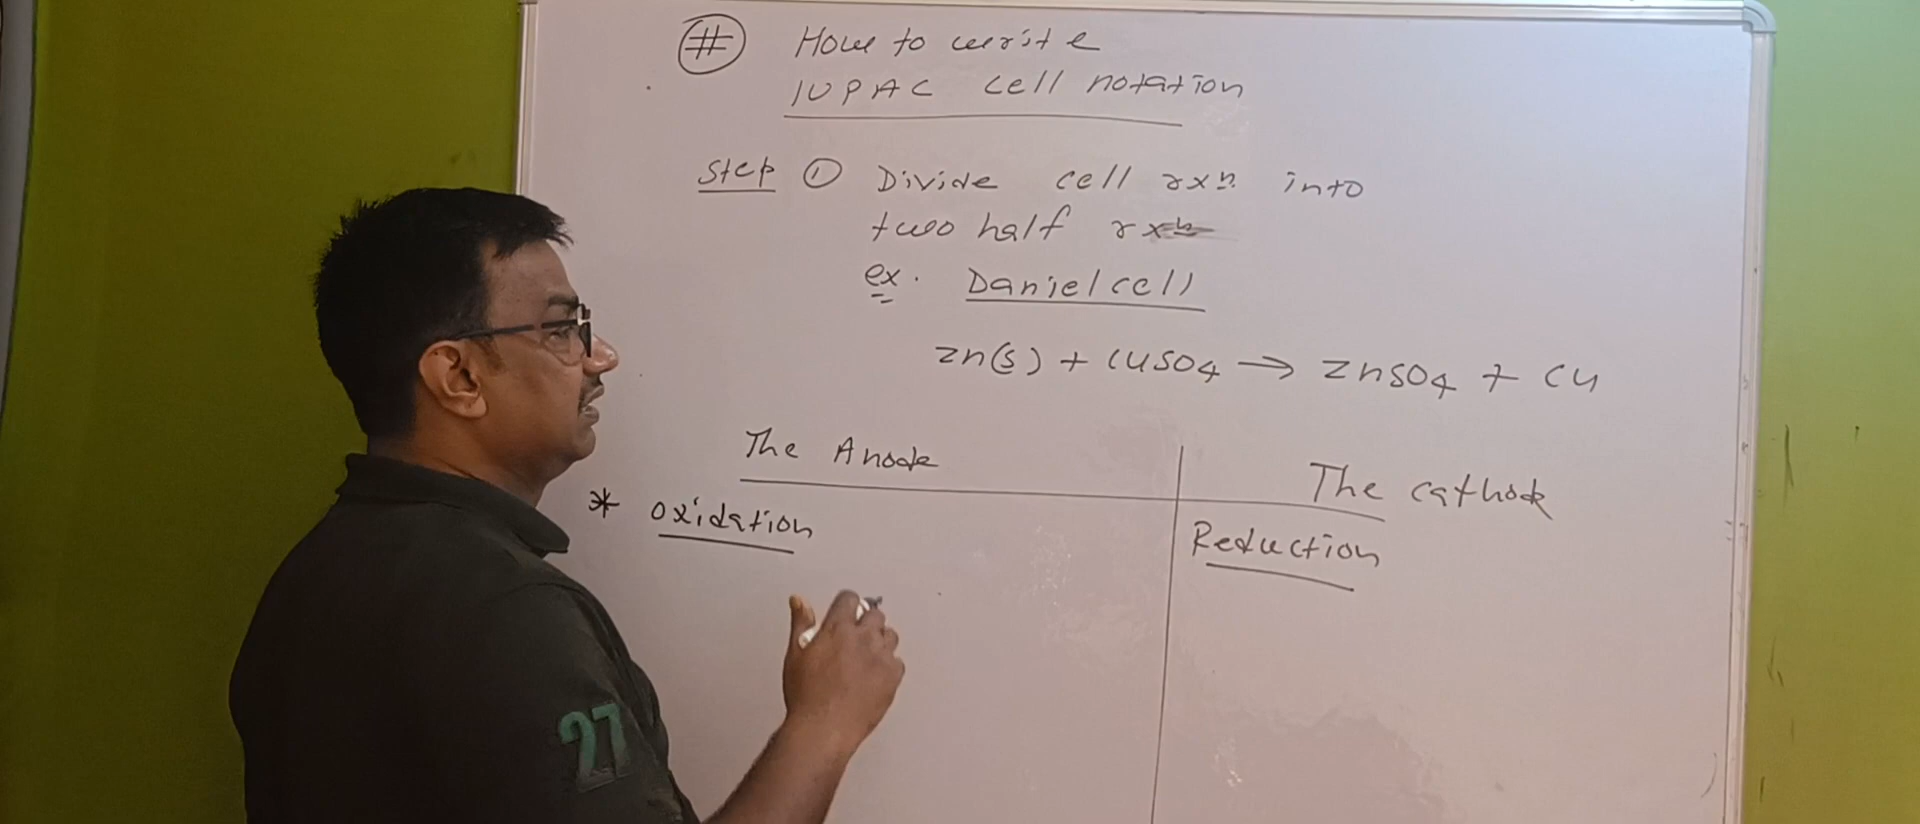 # How to write
IUPAC cell notation
Step ① Divide cell rxn into
two half rxn
ex. Daniel cell
Zn(s) + CuSO4 → ZnSO4 + Cu
The Anode
The cathode
* oxidation
Reduction
27